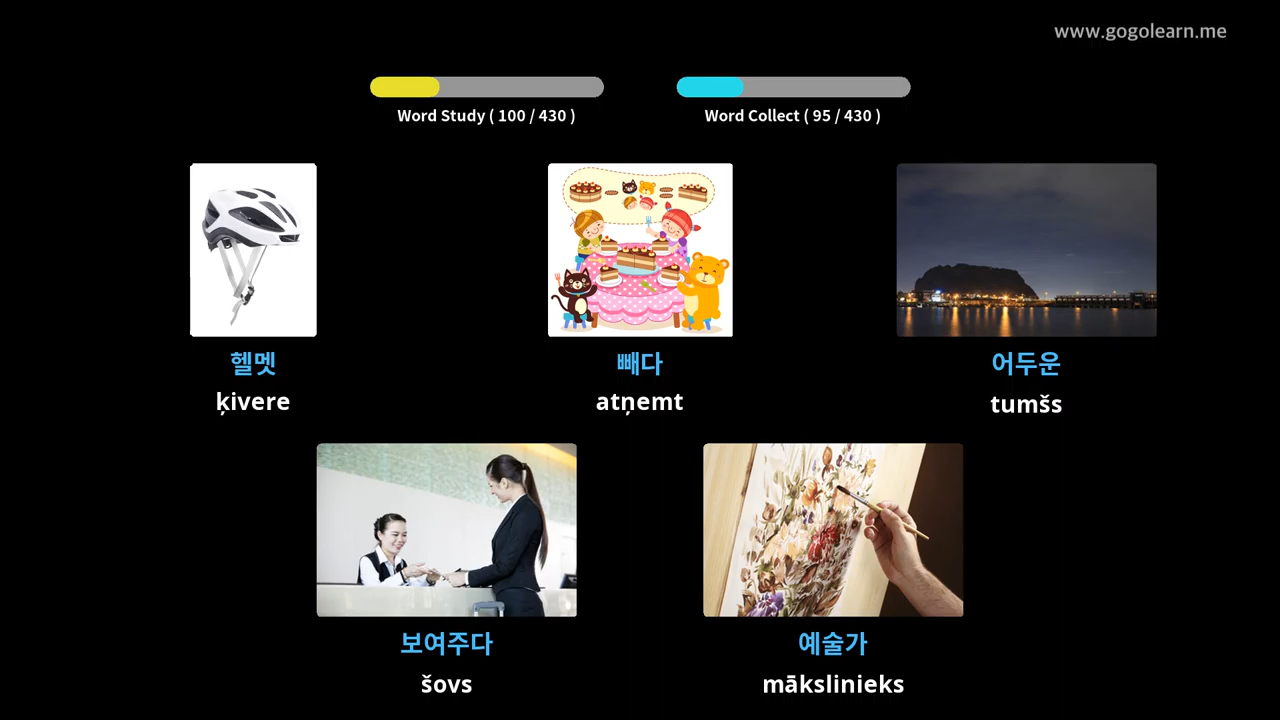 www.gogolearn.me
Word Study ( 100 / 430 )
Word Collect ( 95 / 430 )
헬멧
빼다
어두운
ķivere
atņemt
tumšs
보여주다
예술가
šovs
mākslinieks